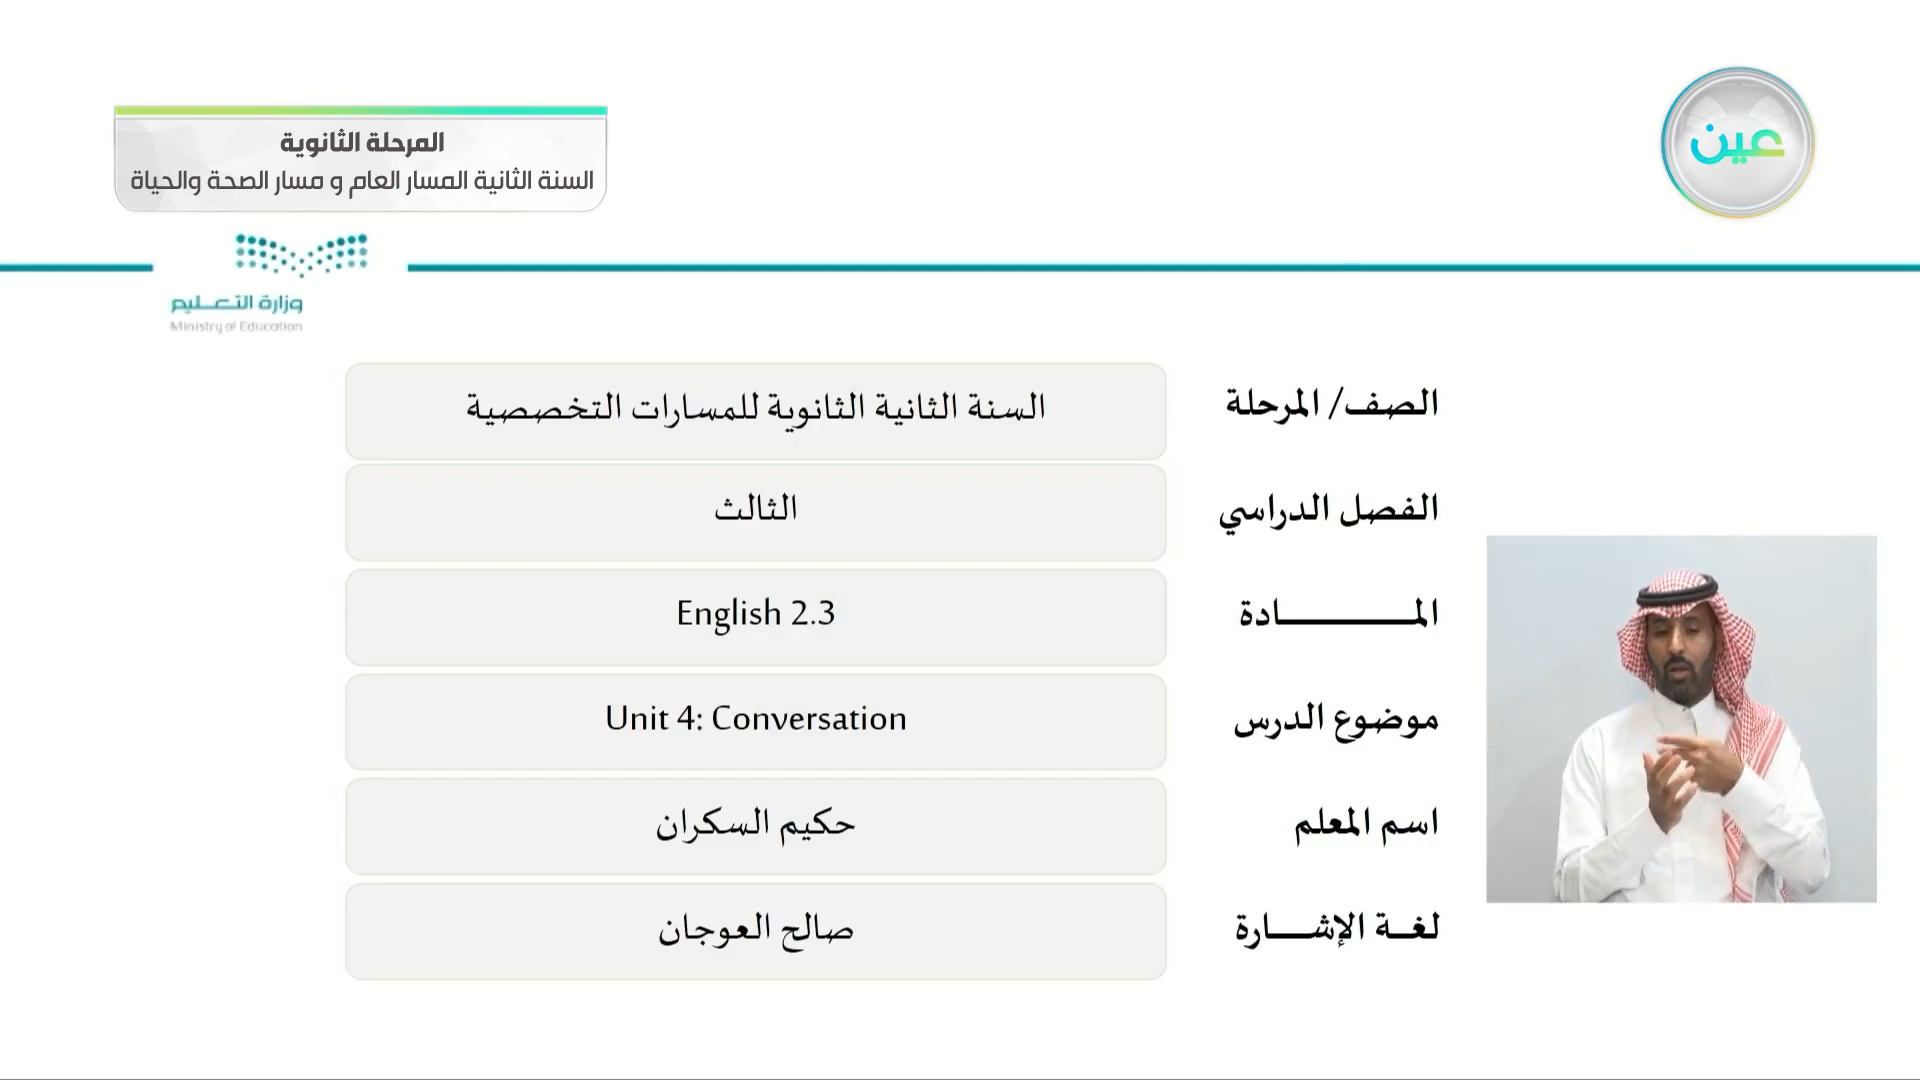 المرحلة الثانوية
السنة الثانية المسار العام و مسار الصحة والحياة
عين
وزارة التعليم
Ministry of Education
الصف/ المرحلة
السنة الثانية الثانوية للمسارات التخصصية
الفصل الدراسي
الثالث
المـــــــــــــادة
English 2.3
موضوع الدرس
Unit 4: Conversation
اسم المعلم
حكيم السكران
لغـة الإشـــارة
صالح العوجان